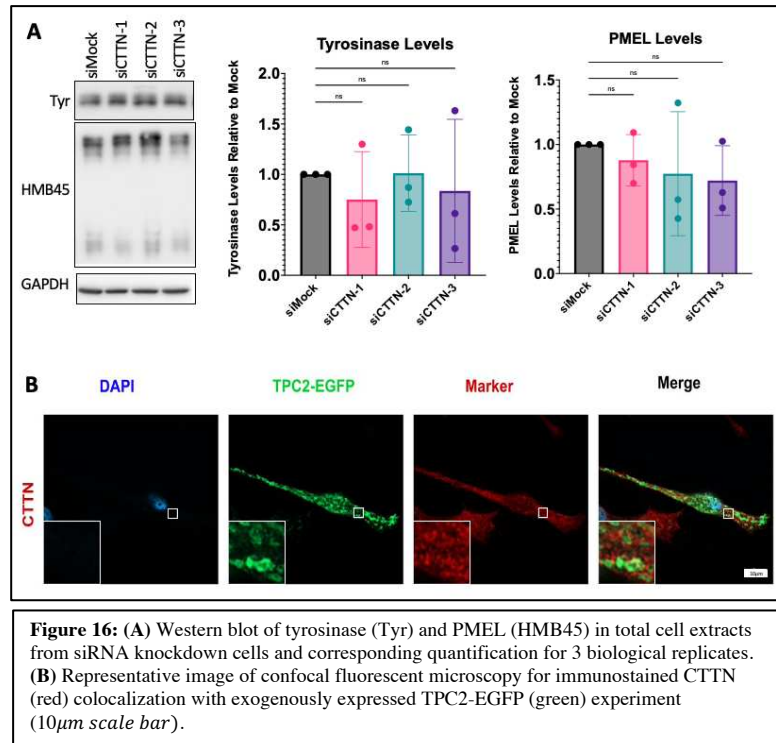 A
siMock
siCTTN-1
siCTTN-2
siCTTN-3
Tyr
HMB45
GAPDH
Tyrosinase Levels
Tyrosinase Levels Relative to Mock
2.0
1.5
1.0
0.5
0.0
ns
ns
ns
siMock
siCTTN-1
siCTTN-2
siCTTN-3
PMEL Levels
PMEL Levels Relative to Mock
1.5
1.0
0.5
0.0
ns
ns
ns
siMock
siCTTN-1
siCTTN-2
siCTTN-3
B
DAPI
TPC2-EGFP
Marker
Merge
CTTN
10µm
Figure 16: (A) Western blot of tyrosinase (Tyr) and PMEL (HMB45) in total cell extracts
from siRNA knockdown cells and corresponding quantification for 3 biological replicates.
(B) Representative image of confocal fluorescent microscopy for immunostained CTTN
(red) colocalization with exogenously expressed TPC2-EGFP (green) experiment
(10µm scale bar).